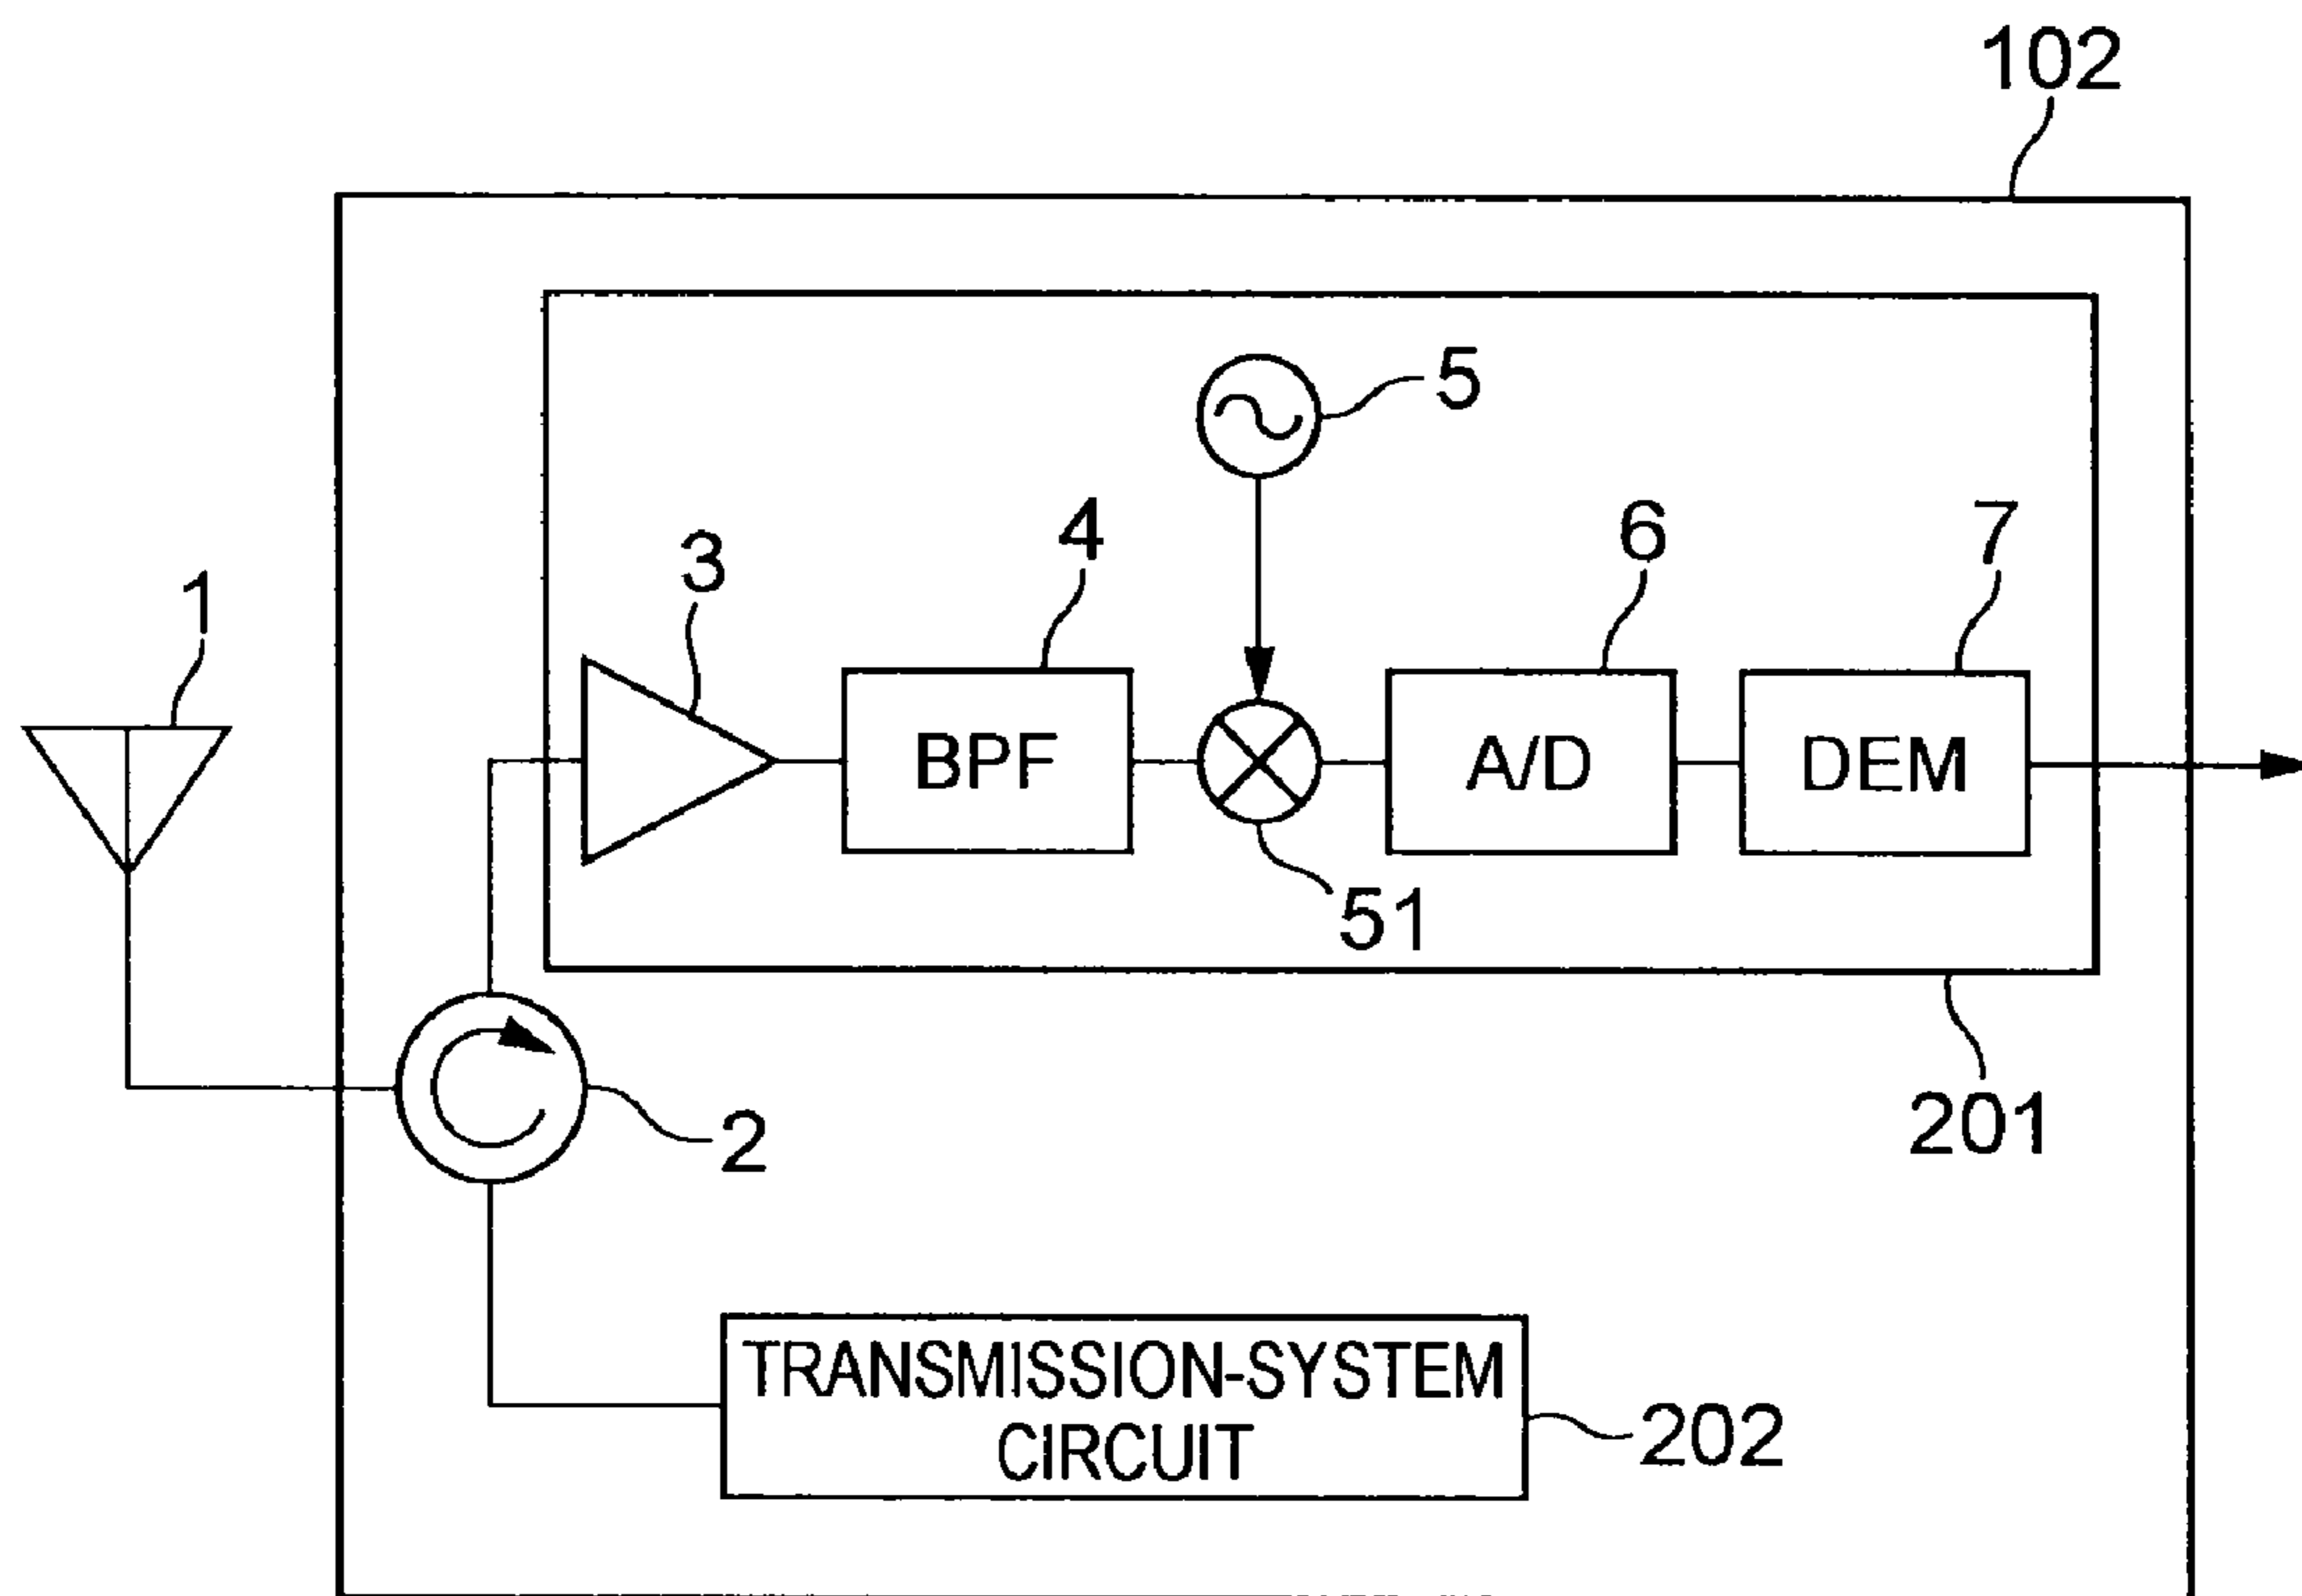 102
5
4
6
7
3
1
BPF
A/D
DEM
51
201
2
TRANSMISSION-SYSTEM
CIRCUIT
202